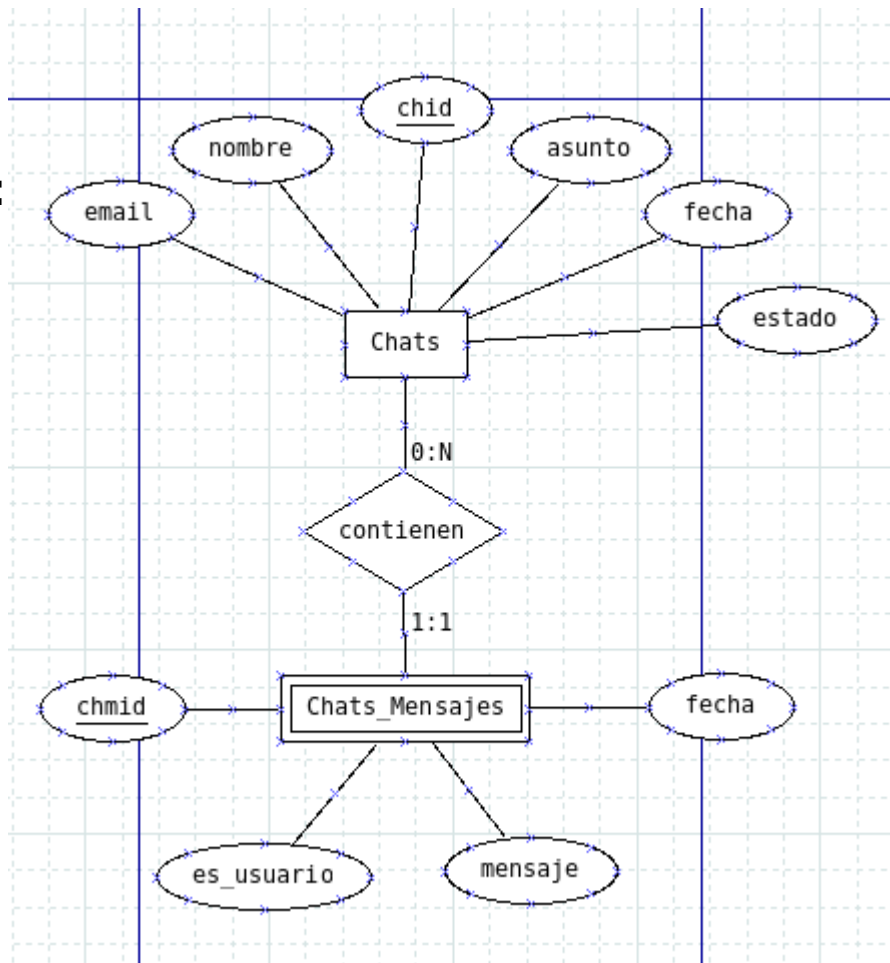 chid
nombre
asunto
email
fecha
estado
Chats
0:N
contienen
1:1
chmid
Chats_Mensajes
fecha
es_usuario
mensaje